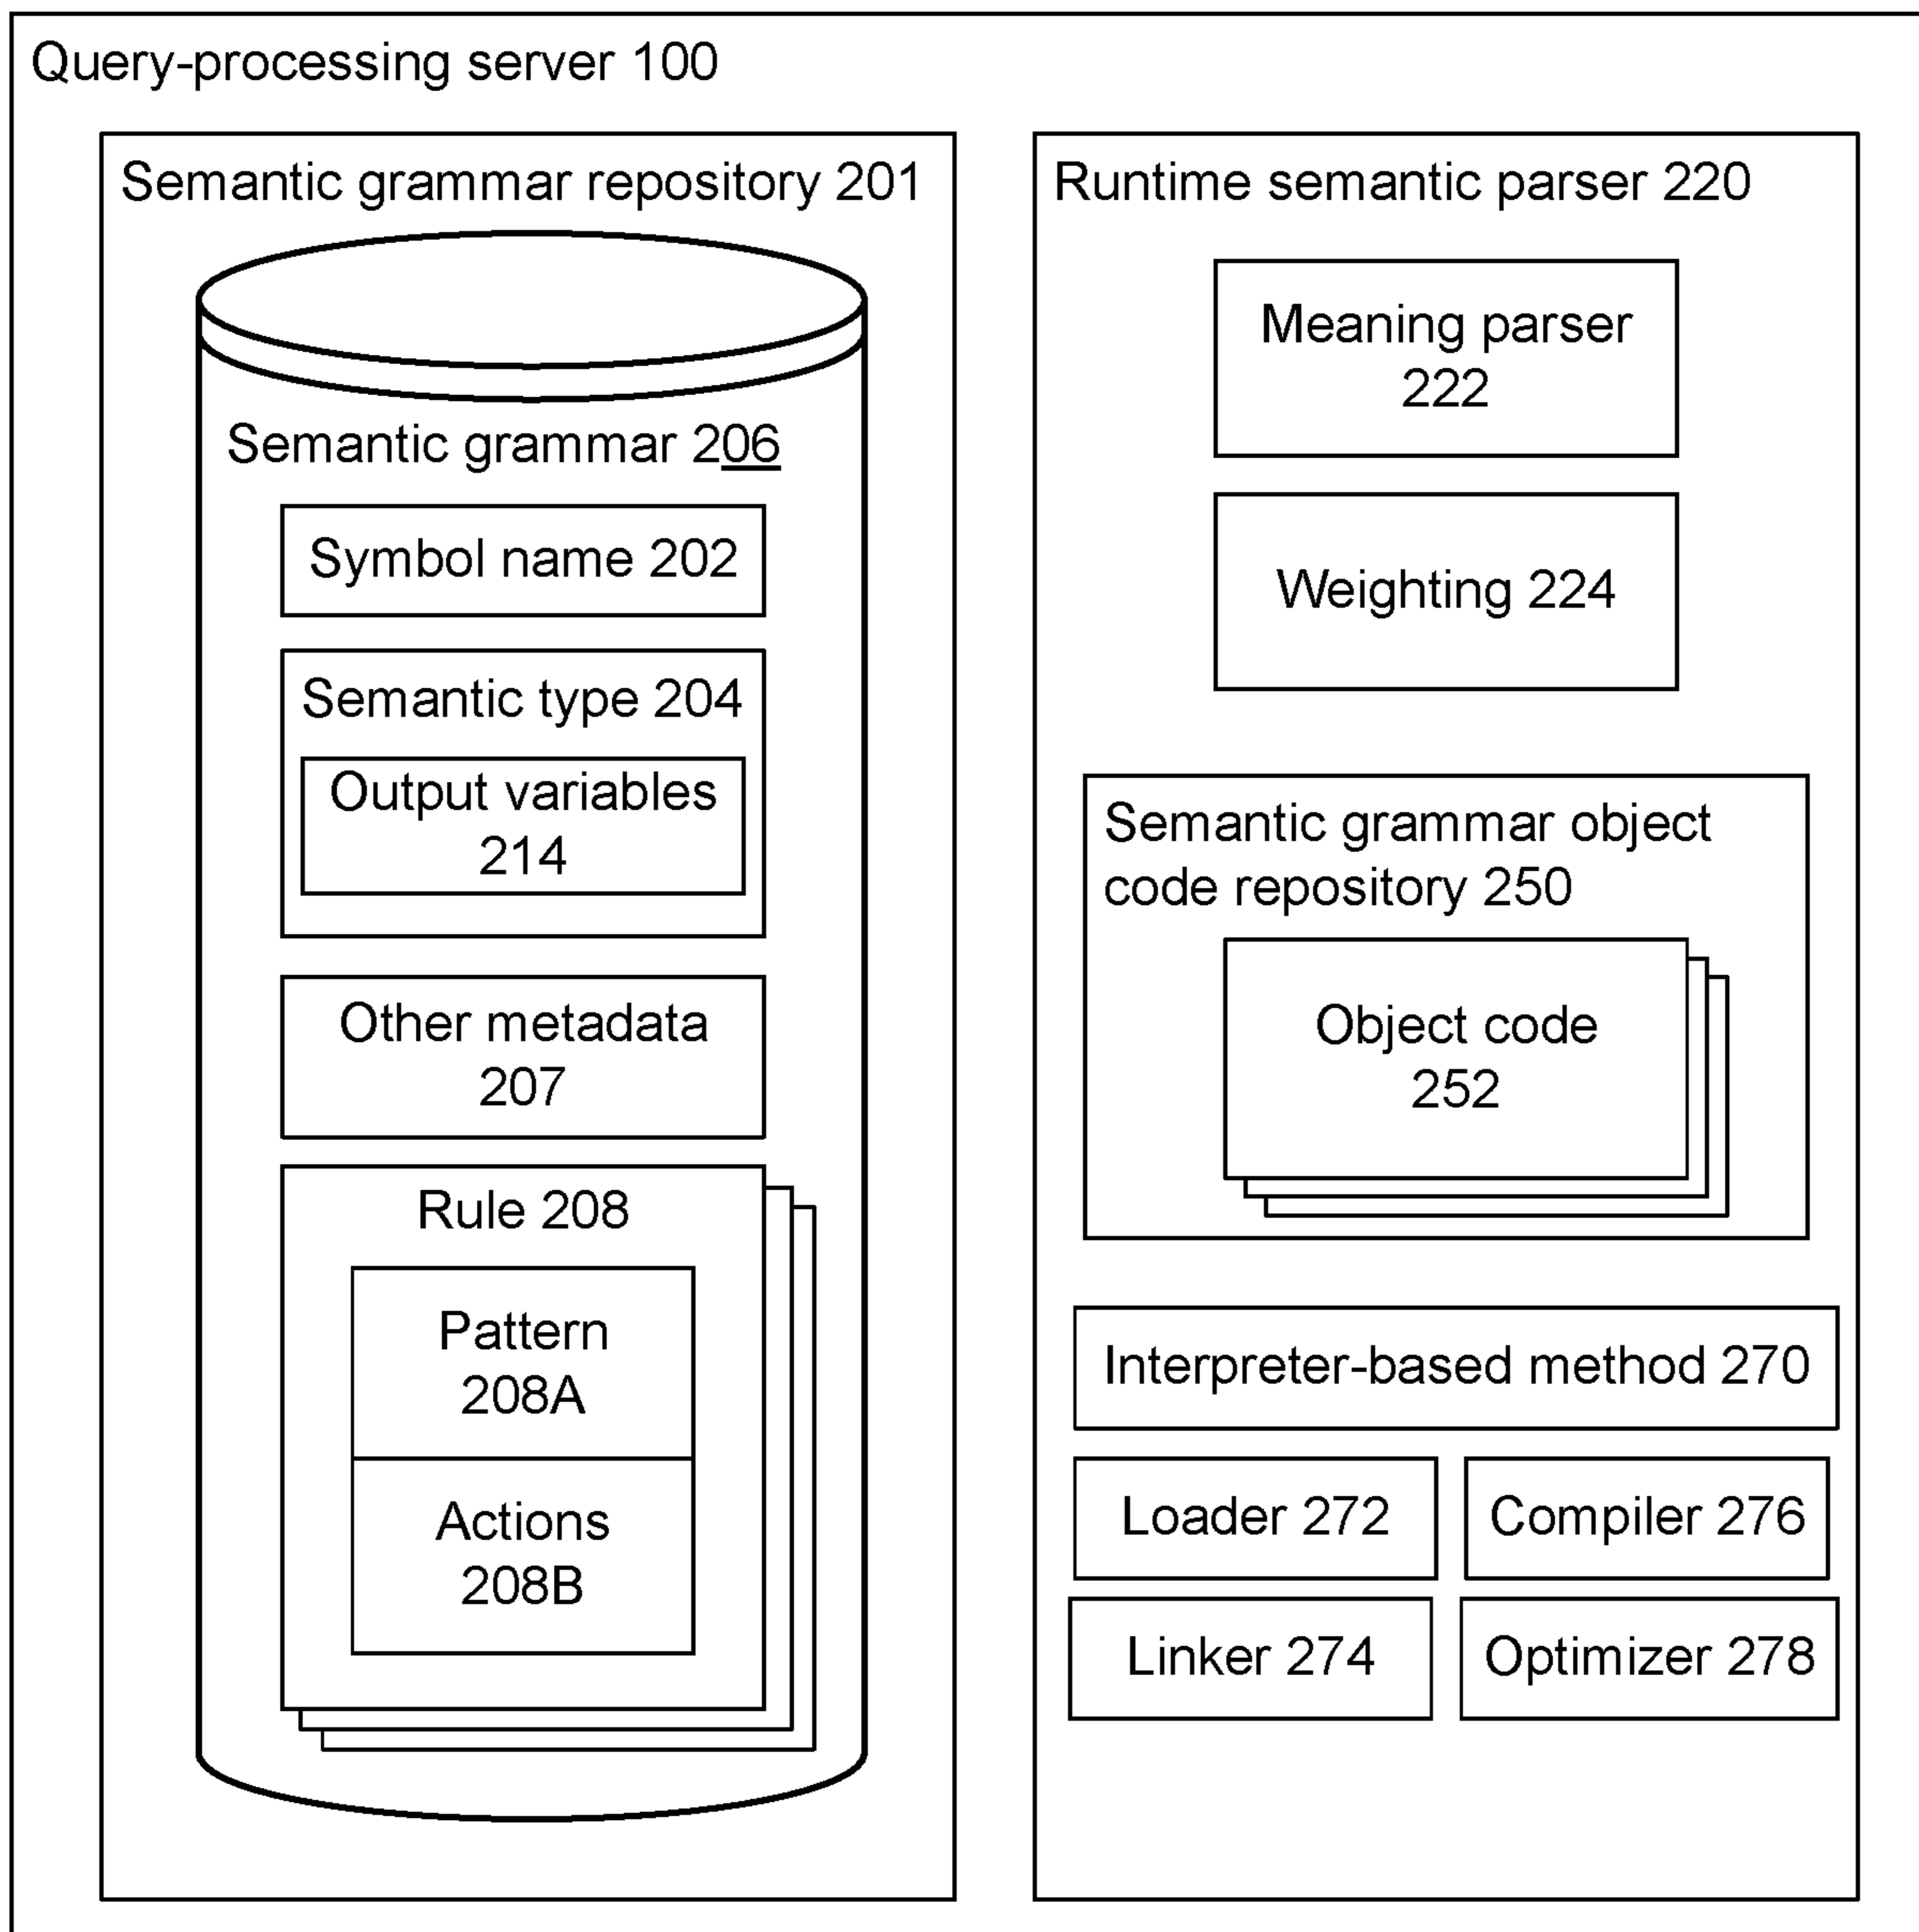 Query-processing server 100
Semantic grammar repository 201
Semantic grammar 206
Symbol name 202
Semantic type 204
Output variables
214
Other metadata
207
Rule 208
Pattern
208A
Actions
208B
Runtime semantic parser 220
Meaning parser
222
Weighting 224
Semantic grammar object
code repository 250
Object code
252
Interpreter-based method 270
Loader 272
Compiler 276
Linker 274
Optimizer 278